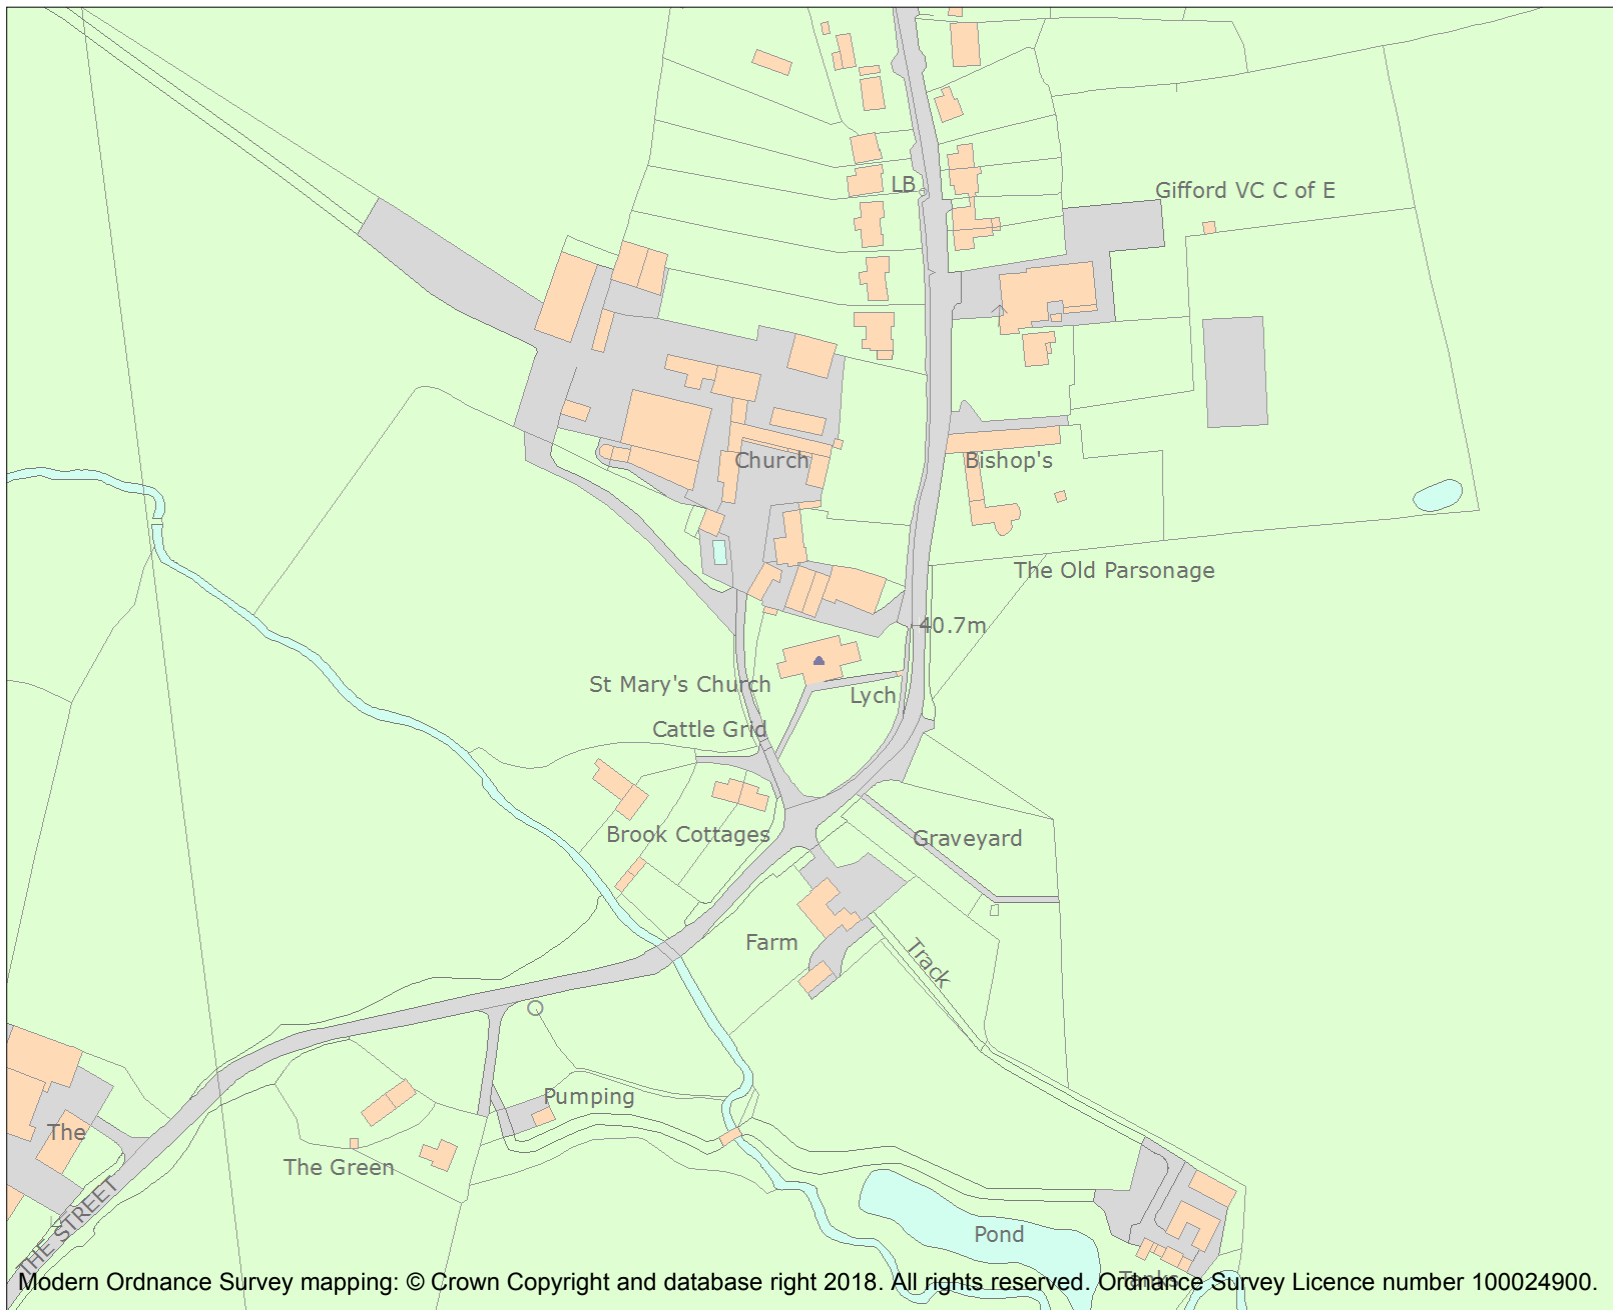 LB
Gifford VC C of E
Church
Bishop's
The Old Parsonage
40.7m
St Mary's Church
Lych
Cattle Grid
Brook Cottages
Graveyard
Farm
Track
Pumping
The
The Green
THE STREET
Pond
Tanks
Modern Ordnance Survey mapping: © Crown Copyright and database right 2018. All rights reserved. Ordnance Survey Licence number 100024900.